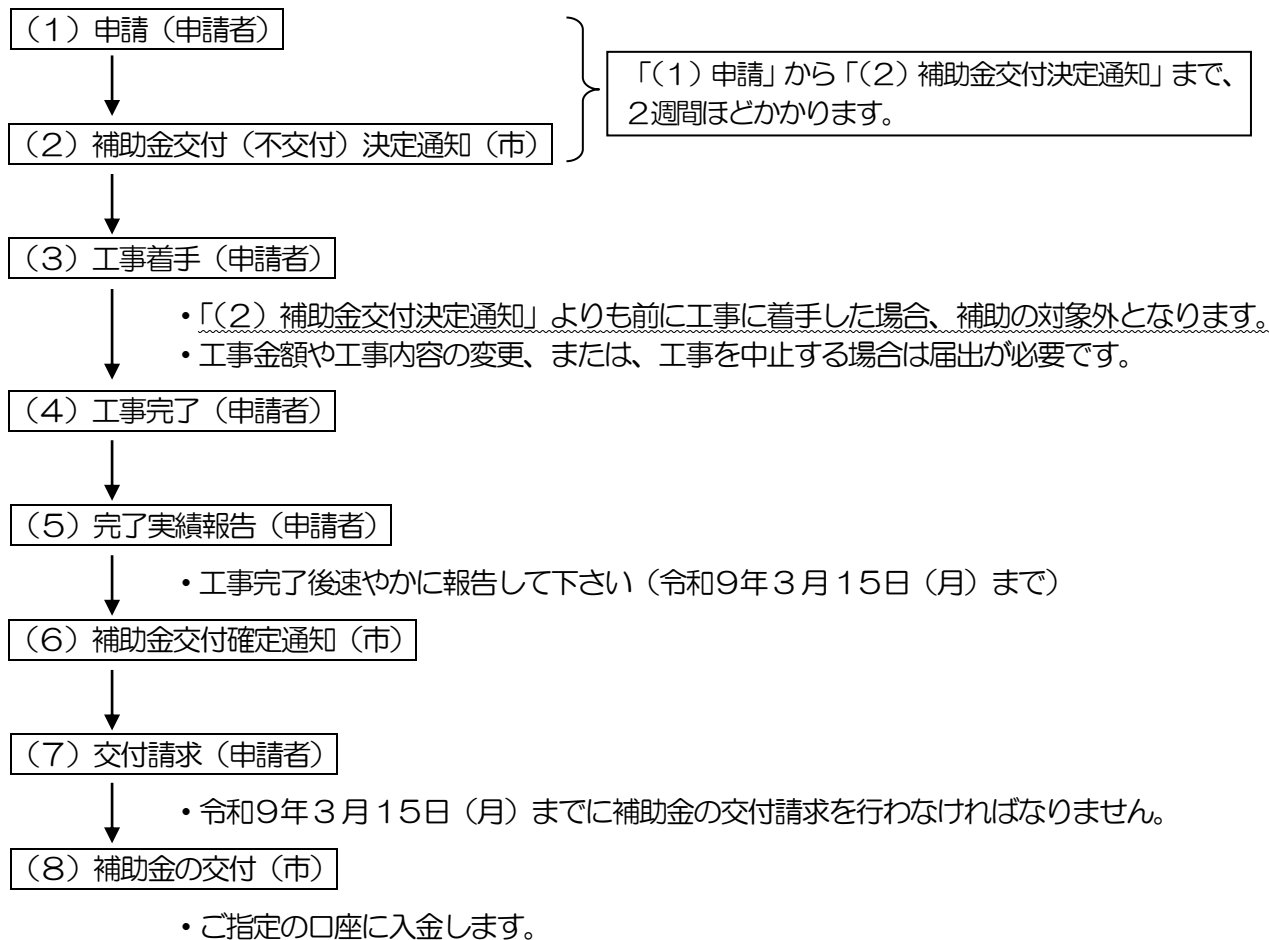 （１）申請（申請者）
「（１）申請」から「（２）補助金交付決定通知」まで、
２週間ほどかかります。
（２）補助金交付（不交付）決定通知（市）
（３）工事着手（申請者）
・「（２）補助金交付決定通知」よりも前に工事に着手した場合、補助の対象外となります。
・工事金額や工事内容の変更、または、工事を中止する場合は届出が必要です。
（４）工事完了（申請者）
（５）完了実績報告（申請者）
・工事完了後速やかに報告して下さい（令和９年３月１５日（月）まで）
（６）補助金交付確定通知（市）
（７）交付請求（申請者）
・令和９年３月１５日（月）までに補助金の交付請求を行わなければなりません。
（８）補助金の交付（市）
・ご指定の口座に入金します。